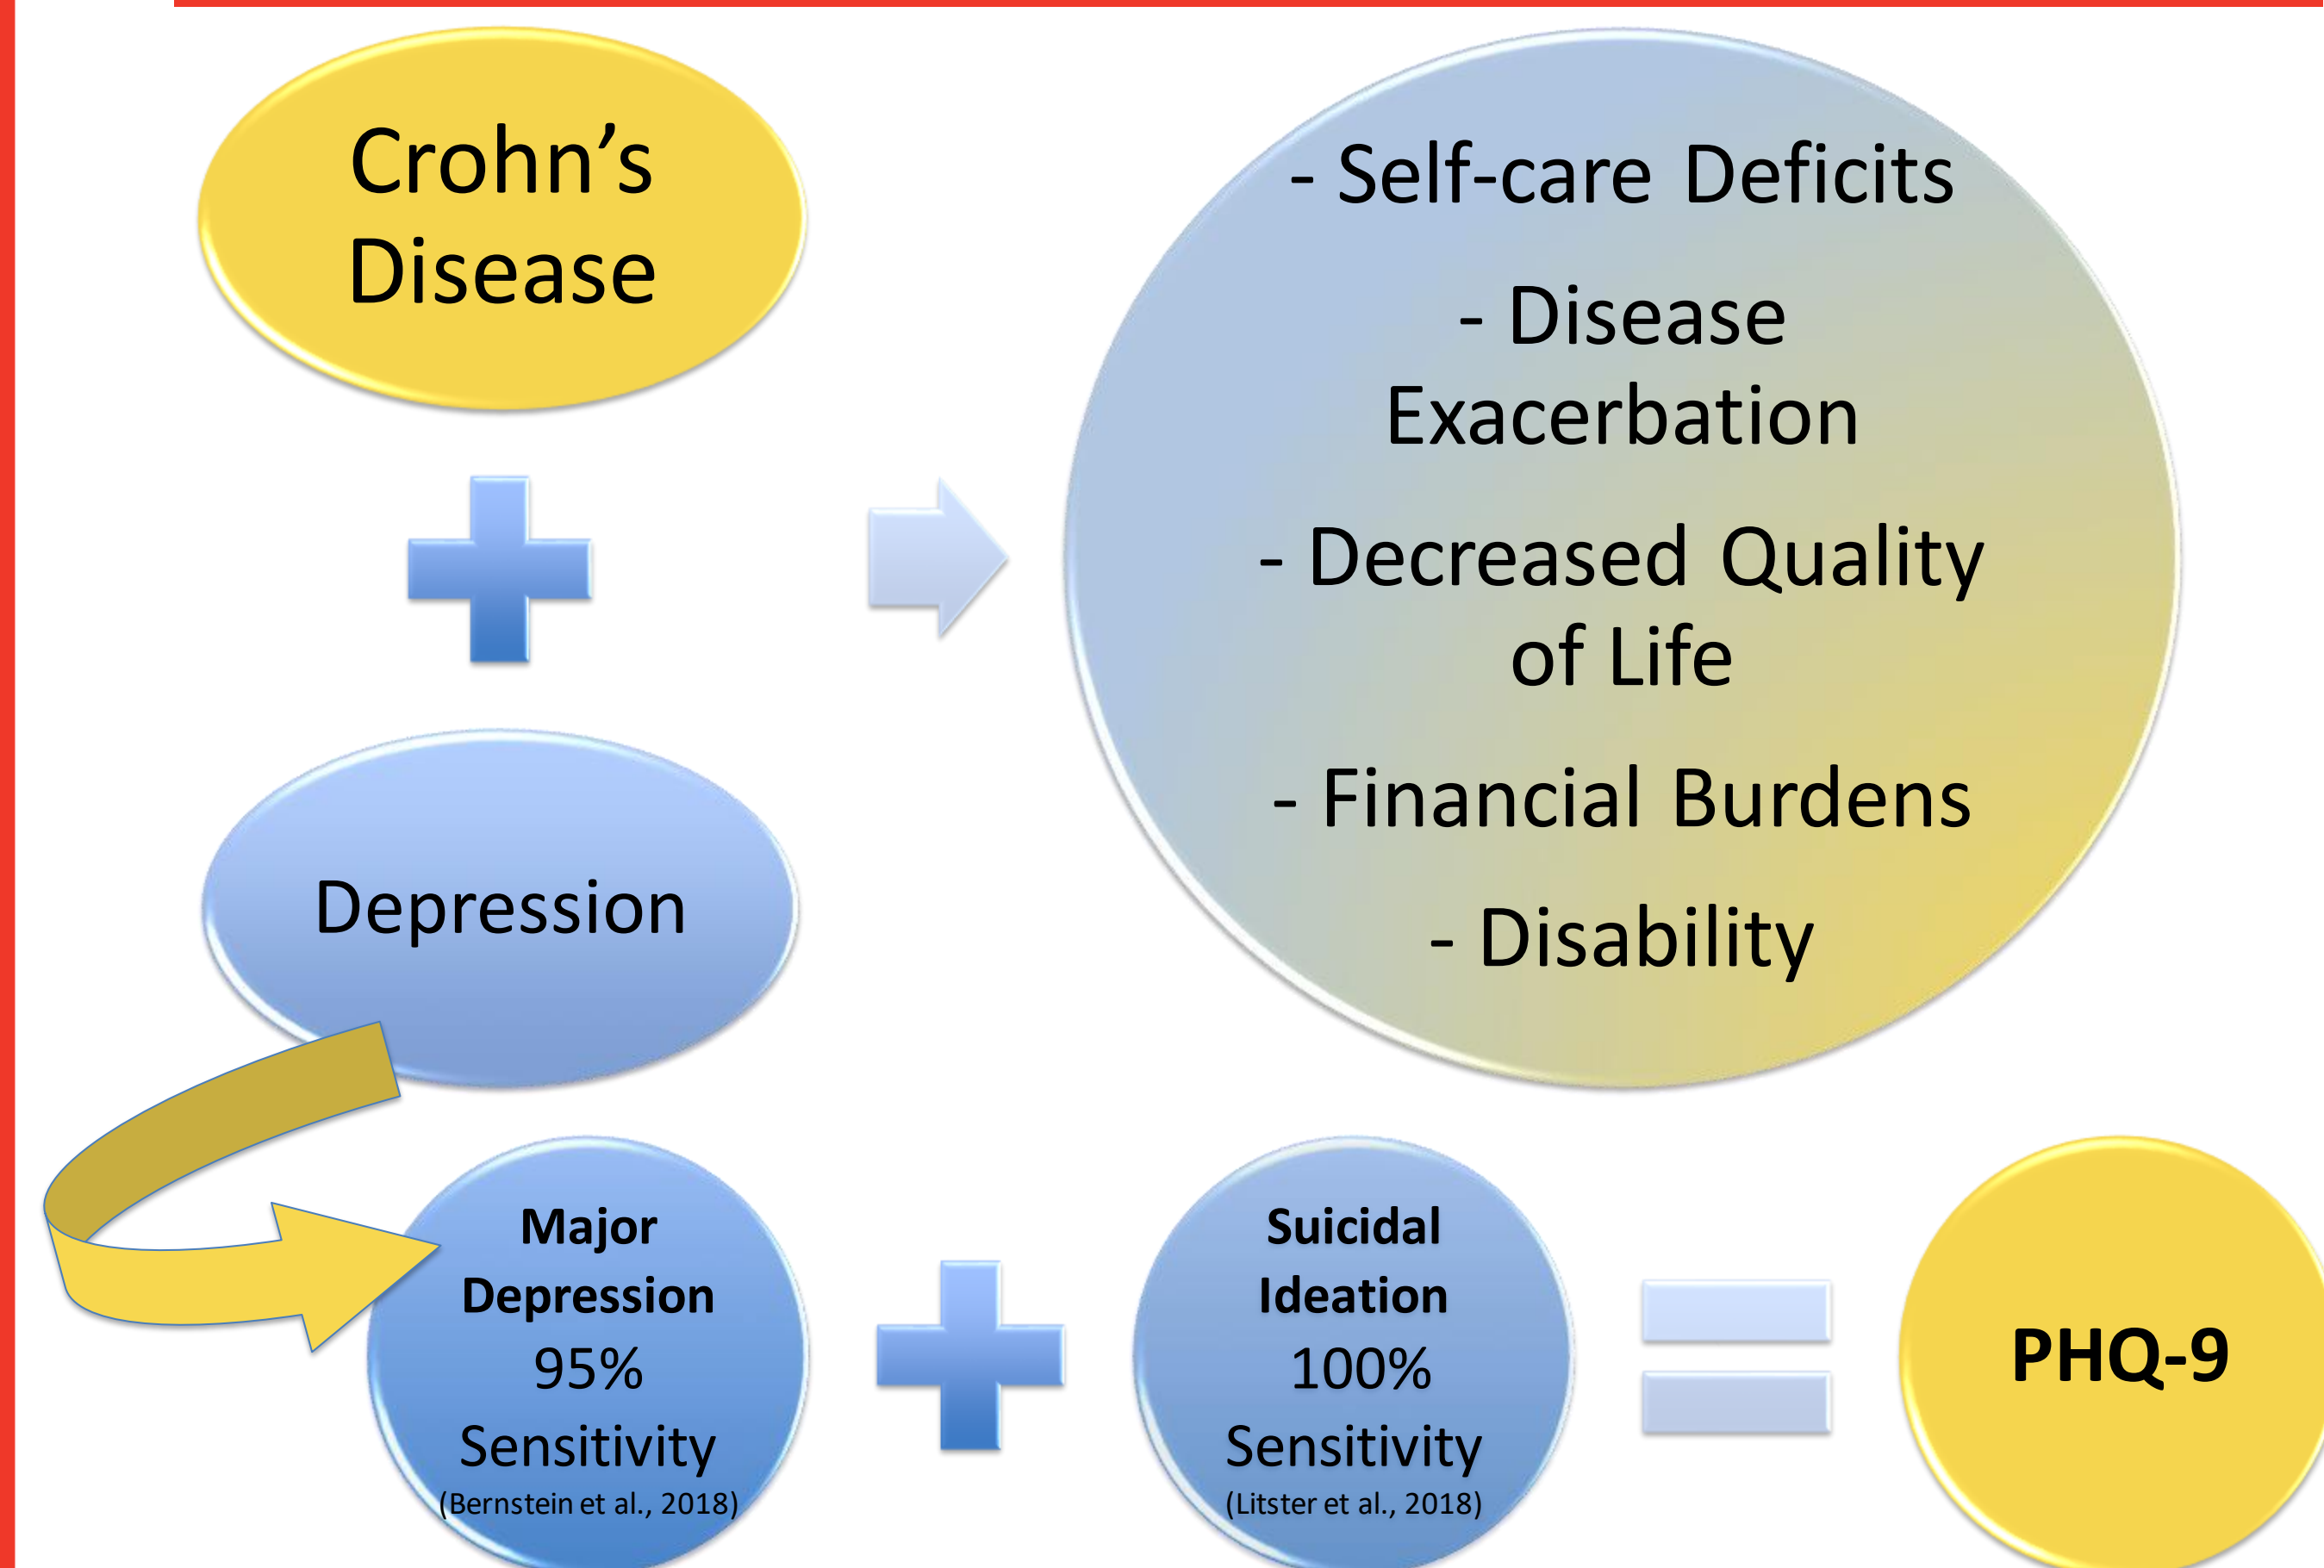 Crohn’s
Disease
- Self-care Deficits
- Disease
Exacerbation
- Decreased Quality
of Life
- Financial Burdens
- Disability
Depression
Major
Depression
95%
Sensitivity
(Bernstein et al., 2018)
Suicidal
Ideation
100%
Sensitivity
(Litster et al., 2018)
PHQ-9